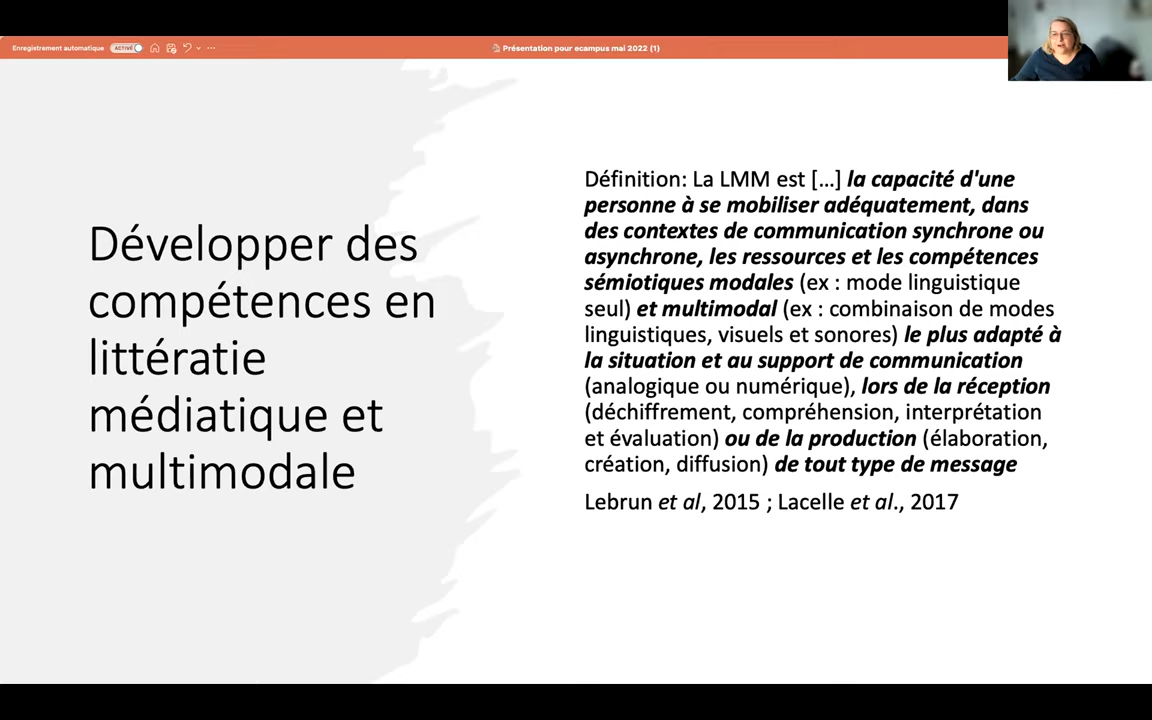 Enregistrement automatique ACTIVÉ
Présentation pour ecampus mai 2022 (1)
Développer des
compétences en
littératie
médiatique et
multimodale
Définition: La LMM est [...] la capacité d'une
personne à se mobiliser adéquatement, dans
des contextes de communication synchrone ou
asynchrone, les ressources et les compétences
sémiotiques modales (ex : mode linguistique
seul) et multimodal (ex : combinaison de modes
linguistiques, visuels et sonores) le plus adapté à
la situation et au support de communication
(analogique ou numérique), lors de la réception
(déchiffrement, compréhension, interprétation
et évaluation) ou de la production (élaboration,
création, diffusion) de tout type de message
Lebrun et al, 2015 ; Lacelle et al., 2017